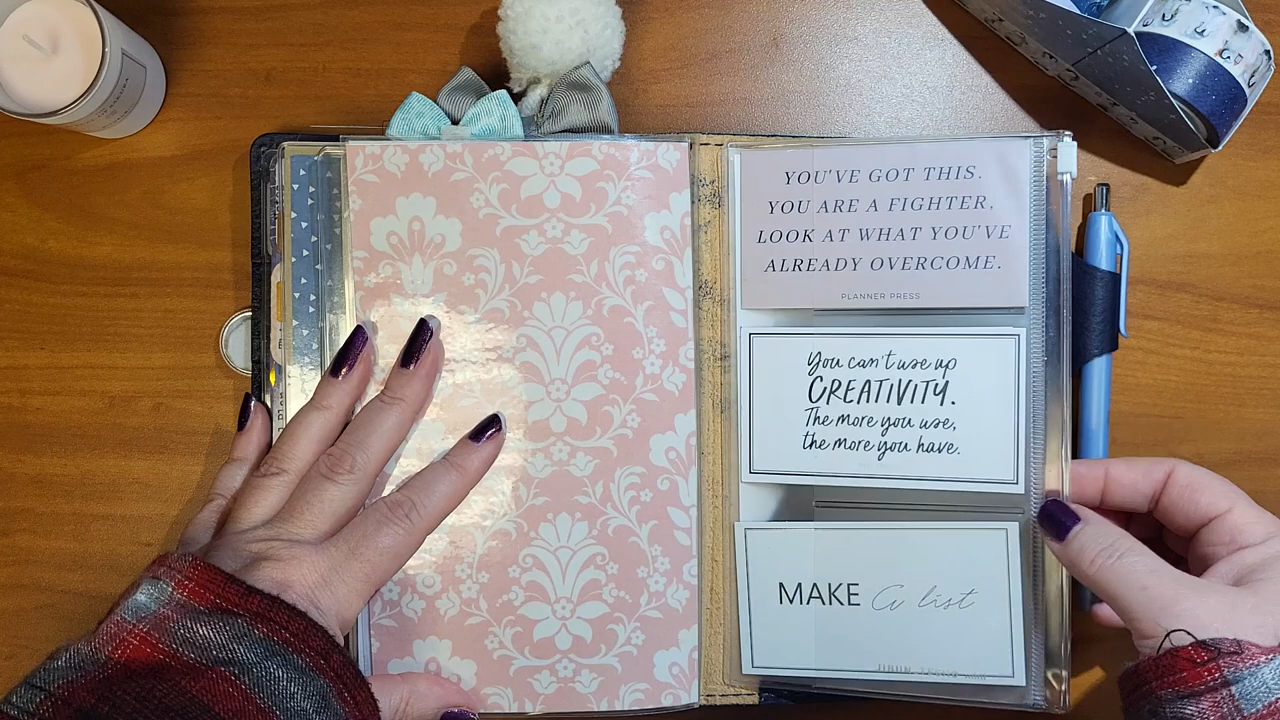 YOU'VE GOT THIS.
YOU ARE A FIGHTER,
LOOK AT WHAT YOU'VE
ALREADY OVERCOME.
PLANNER PRESS
You can't use up
CREATIVITY.
The more you use,
the more you have.
MAKE a list